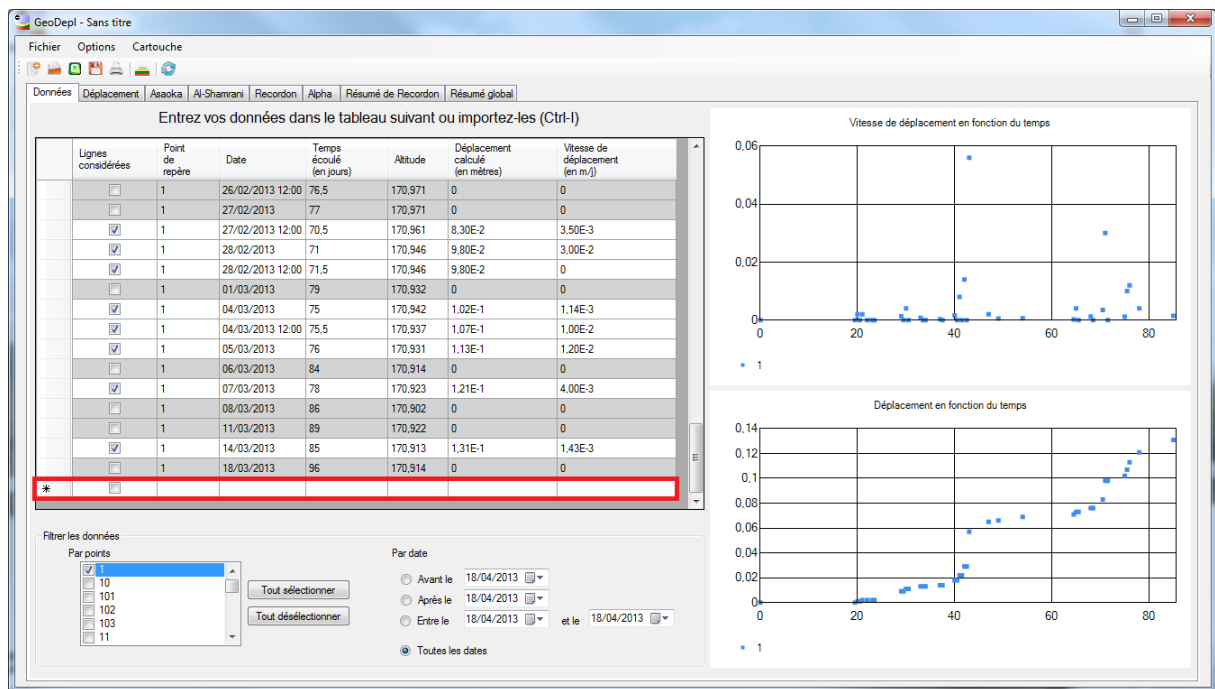 GeoDepl - Sans titre
Fichier Options Cartouche
Données Déplacement Asaoka Al-Shamrani Recordon Alpha Résumé de Recordon Résumé global
Entrez vos données dans le tableau suivant ou importez-les (Ctrl-I)
Lignes considérées Point de repère Date Temps écoulé (en jours) Altitude Déplacement calculé (en mètres) Vitesse de déplacement (en m/j))
1 26/02/2013 12:00 76,5 170,971 0 0
1 27/02/2013 77 170,971 0 0
1 27/02/2013 12:00 70,5 170,961 8,30E-2 3,50E-3
1 28/02/2013 71 170,946 9,80E-2 3,00E-2
1 28/02/2013 12:00 71,5 170,946 9,80E-2 0
1 01/03/2013 79 170,932 0 0
1 04/03/2013 75 170,942 1,02E-1 1,14E-3
1 04/03/2013 12:00 75,5 170,937 1,07E-1 1,00E-2
1 05/03/2013 76 170,931 1,13E-1 1,20E-2
1 06/03/2013 84 170,914 0 0
1 07/03/2013 78 170,923 1,21E-1 4,00E-3
1 08/03/2013 86 170,902 0 0
1 11/03/2013 89 170,922 0 0
1 14/03/2013 85 170,913 1,31E-1 1,43E-3
1 18/03/2013 96 170,914 0 0
*
Filtrer les données
Par points
1
10
101
102
103
11
Tout sélectionner
Tout désélectionner
Par date
Avant le 18/04/2013
Après le 18/04/2013
Entre le 18/04/2013 et le 18/04/2013
Toutes les dates
Vitesse de déplacement en fonction du temps
0,06
0,04
0,02
0
0 20 40 60 80
1
Déplacement en fonction du temps
0,14
0,12
0,1
0,08
0,06
0,04
0,02
0
0 20 40 60 80
1